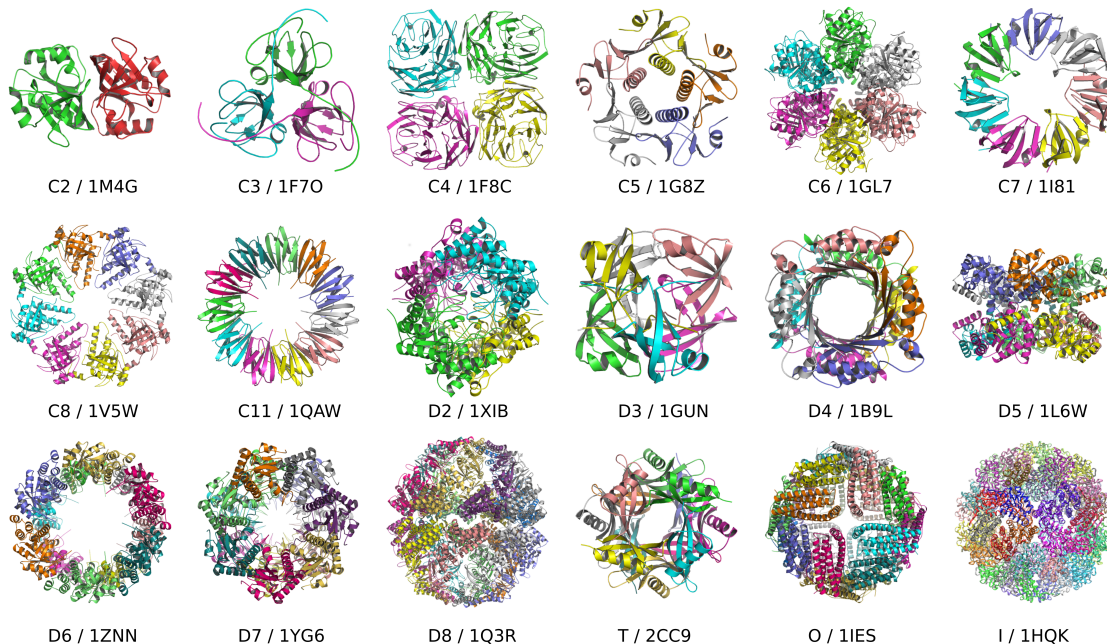 C2 / 1M4G
C3 / 1F7O
C4 / 1F8C
C5 / 1G8Z
C6 / 1GL7
C7 / 1I81
C8 / 1V5W
C11 / 1QAW
D2 / 1XIB
D3 / 1GUN
D4 / 1B9L
D5 / 1L6W
D6 / 1ZNN
D7 / 1YG6
D8 / 1Q3R
T / 2CC9
O / 1IES
I / 1HQK